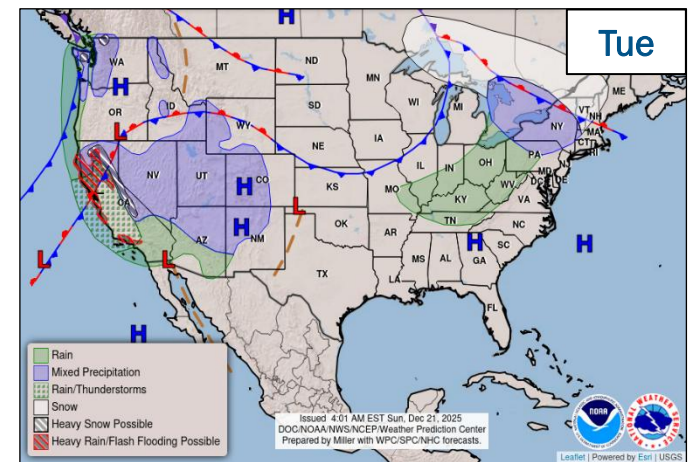 Tue
H
WA
MT
ND
MN
ME
H
OR
ID
SD
WI
MI
VT
NH
L
WY
NY
MA
CT
RI
NE
IA
PA
NV
UT
H
CO
IL
IN
OH
NJ
MD
DE
DC
CA
KS
MO
WV
VA
KY
L
H
AZ
NM
OK
TN
NC
AR
H
SC
H
L
L
TX
MS
AL
GA
LA
FL
H
Rain
Mixed Precipitation
Rain/Thunderstorms
Snow
Heavy Snow Possible
Heavy Rain/Flash Flooding Possible
Issued 4:01 AM EST Sun, Dec 21, 2025
DOC/NOAA/NWS/NCEP/Weather Prediction Center
Prepared by Miller with WPC/SPC/NHC forecasts.
NOAA
Leaflet | Powered by Esri | USGS